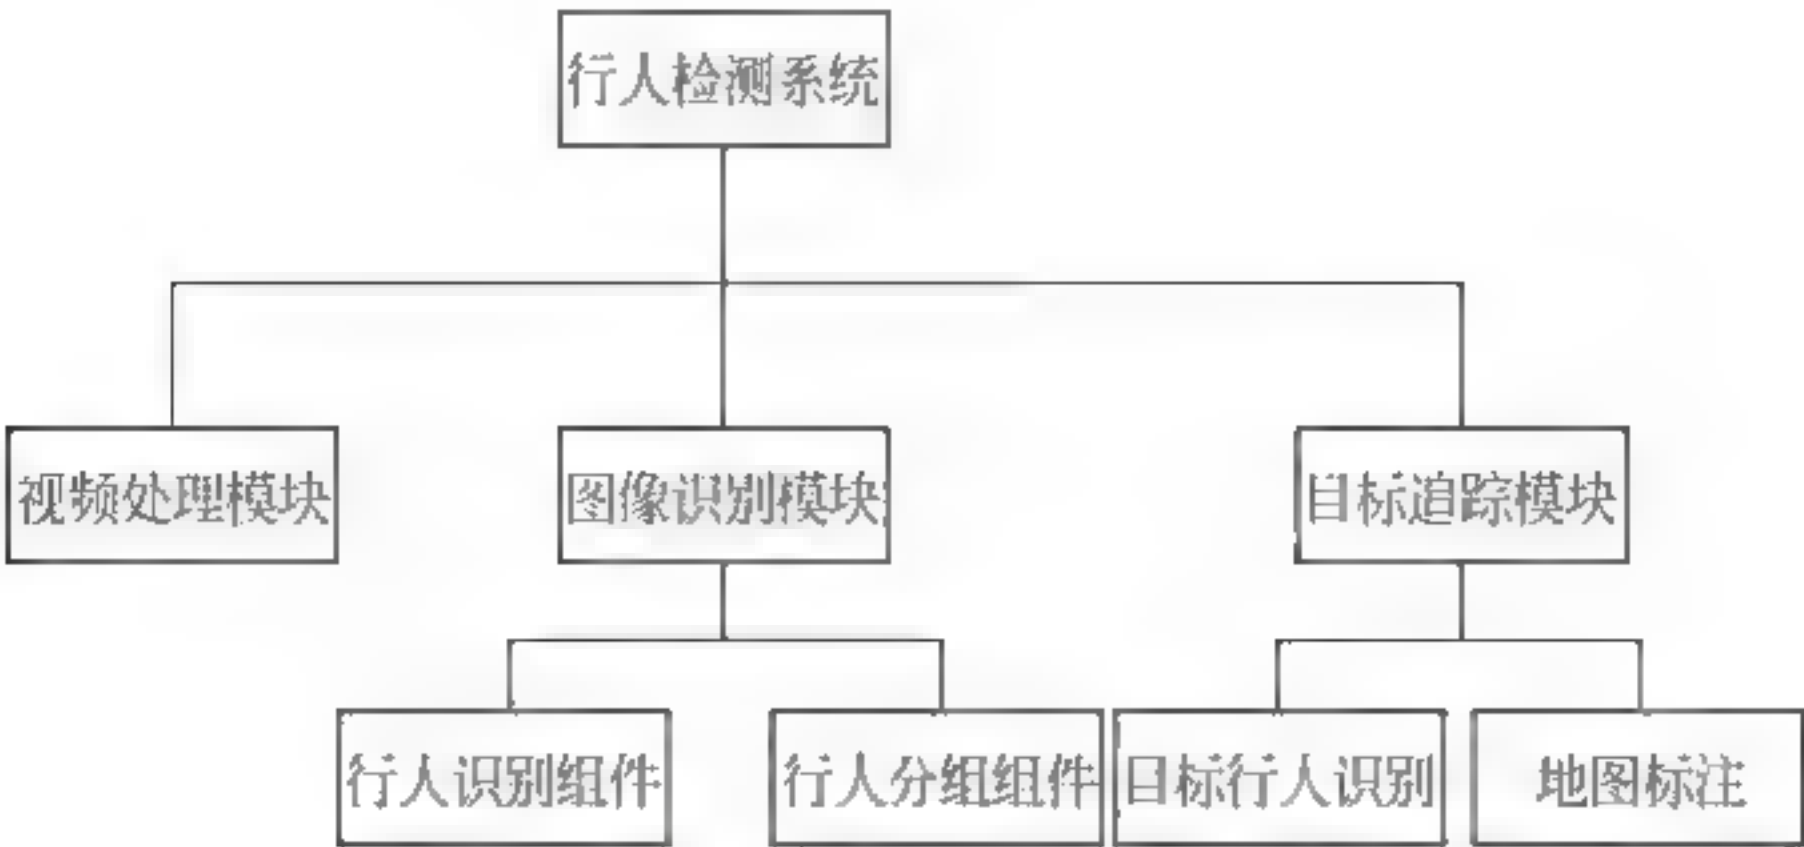 行人检测系统
视频处理模块
图像识别模块
目标追踪模块
行人识别组件
行人分组组件
目标行人识别
地图标注